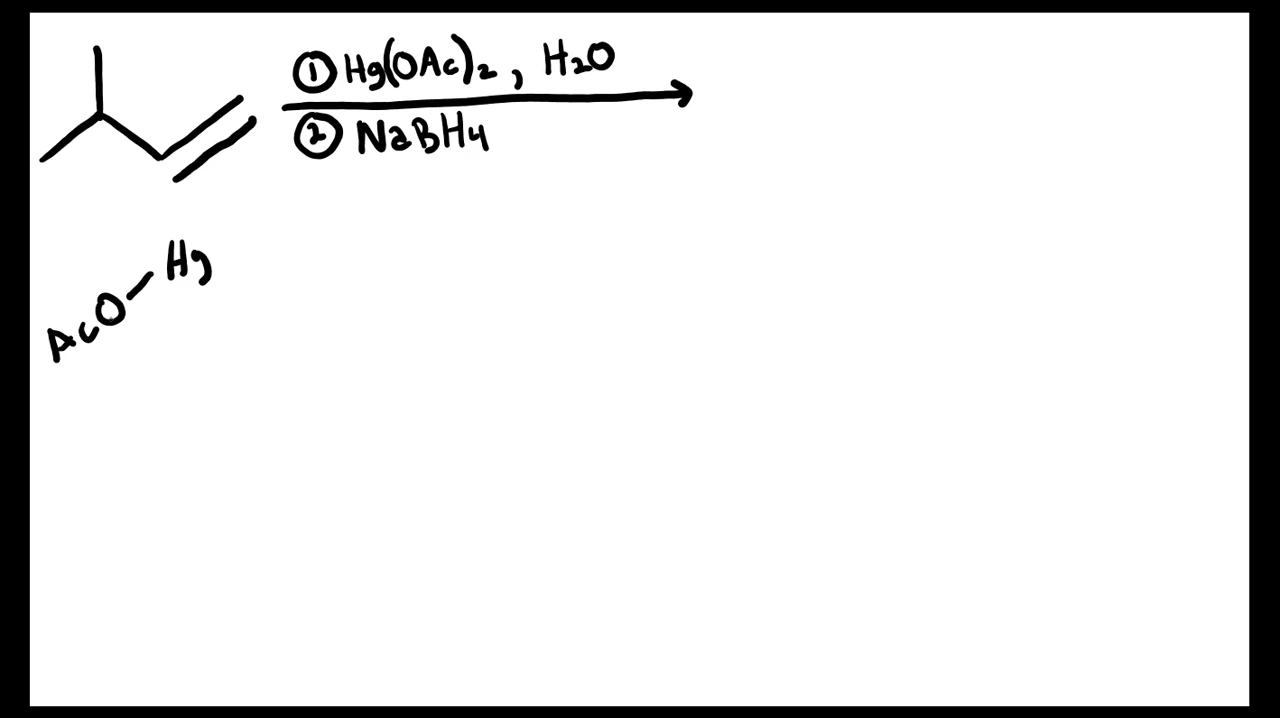 ① Hg(OAc)₂, H₂O
② NaBH₄
AcO-Hg